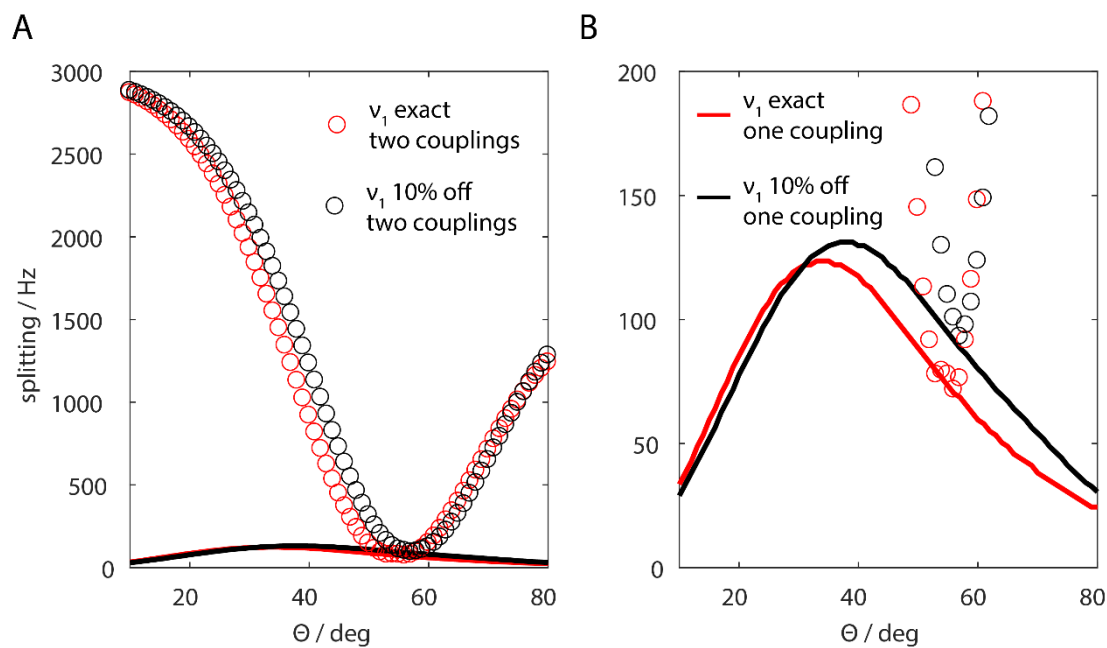 A
3000
2500
2000
1500
1000
500
0
splitting / Hz
20
40
60
80
Θ / deg
ν₁ exact
two couplings
ν₁ 10% off
two couplings
B
200
150
100
50
0
20
40
60
80
Θ / deg
ν₁ exact
one coupling
ν₁ 10% off
one coupling